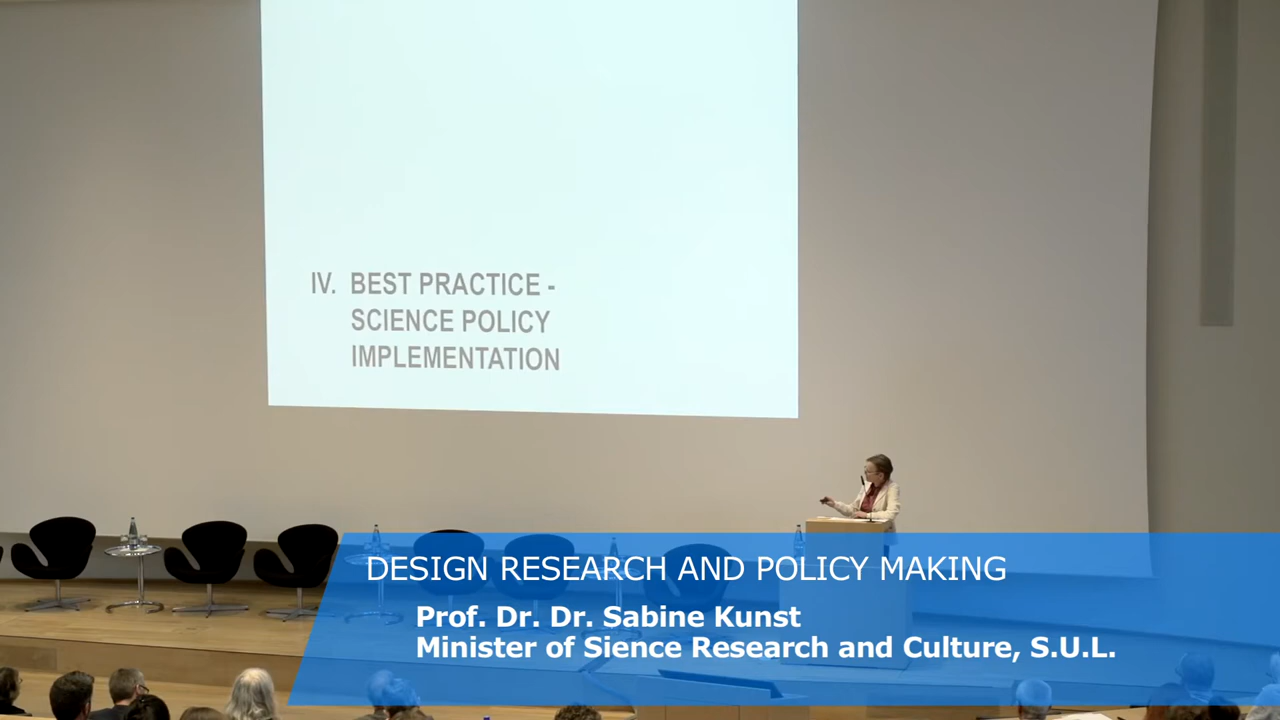 IV. BEST PRACTICE -
SCIENCE POLICY
IMPLEMENTATION
DESIGN RESEARCH AND POLICY MAKING
Prof. Dr. Dr. Sabine Kunst
Minister of Sience Research and Culture, S.U.L.